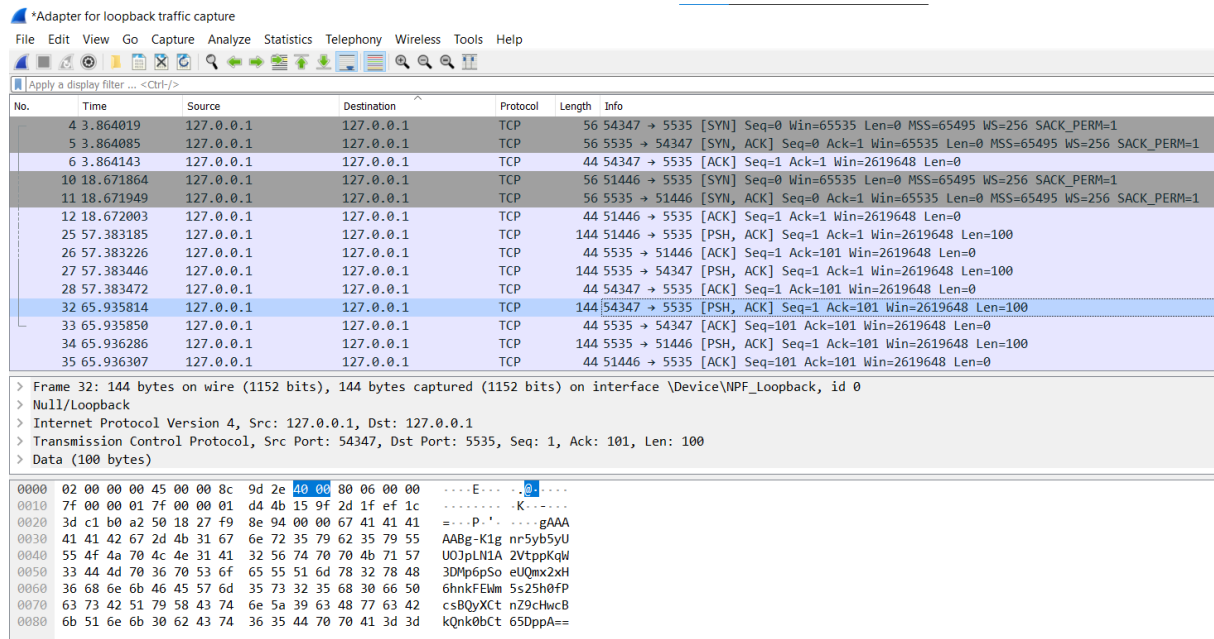 *Adapter for loopback traffic capture
File Edit View Go Capture Analyze Statistics Telephony Wireless Tools Help
Apply a display filter ... <Ctrl-/>
No. Time Source Destination Protocol Length Info
4 3.864019 127.0.0.1 127.0.0.1 TCP 56 54347 → 5535 [SYN] Seq=0 Win=65535 Len=0 MSS=65495 WS=256 SACK_PERM=1
5 3.864085 127.0.0.1 127.0.0.1 TCP 56 5535 → 54347 [SYN, ACK] Seq=0 Ack=1 Win=65535 Len=0 MSS=65495 WS=256 SACK_PERM=1
6 3.864143 127.0.0.1 127.0.0.1 TCP 44 54347 → 5535 [ACK] Seq=1 Ack=1 Win=2619648 Len=0
10 18.671864 127.0.0.1 127.0.0.1 TCP 56 51446 → 5535 [SYN] Seq=0 Win=65535 Len=0 MSS=65495 WS=256 SACK_PERM=1
11 18.671949 127.0.0.1 127.0.0.1 TCP 56 5535 → 51446 [SYN, ACK] Seq=0 Ack=1 Win=65535 Len=0 MSS=65495 WS=256 SACK_PERM=1
12 18.672003 127.0.0.1 127.0.0.1 TCP 44 51446 → 5535 [ACK] Seq=1 Ack=1 Win=2619648 Len=0
25 57.383185 127.0.0.1 127.0.0.1 TCP 144 51446 → 5535 [PSH, ACK] Seq=1 Ack=1 Win=2619648 Len=100
26 57.383226 127.0.0.1 127.0.0.1 TCP 44 5535 → 51446 [ACK] Seq=1 Ack=101 Win=2619648 Len=0
27 57.383446 127.0.0.1 127.0.0.1 TCP 144 5535 → 54347 [PSH, ACK] Seq=1 Ack=1 Win=2619648 Len=100
28 57.383472 127.0.0.1 127.0.0.1 TCP 44 54347 → 5535 [ACK] Seq=1 Ack=101 Win=2619648 Len=0
32 65.935814 127.0.0.1 127.0.0.1 TCP 144 54347 → 5535 [PSH, ACK] Seq=1 Ack=101 Win=2619648 Len=100
33 65.935850 127.0.0.1 127.0.0.1 TCP 44 5535 → 54347 [ACK] Seq=101 Ack=101 Win=2619648 Len=0
34 65.936286 127.0.0.1 127.0.0.1 TCP 144 5535 → 51446 [PSH, ACK] Seq=1 Ack=101 Win=2619648 Len=100
35 65.936307 127.0.0.1 127.0.0.1 TCP 44 51446 → 5535 [ACK] Seq=101 Ack=101 Win=2619648 Len=0
> Frame 32: 144 bytes on wire (1152 bits), 144 bytes captured (1152 bits) on interface \Device\NPF_Loopback, id 0
> Null/Loopback
> Internet Protocol Version 4, Src: 127.0.0.1, Dst: 127.0.0.1
> Transmission Control Protocol, Src Port: 54347, Dst Port: 5535, Seq: 1, Ack: 101, Len: 100
> Data (100 bytes)
0000 02 00 00 00 45 00 00 8c 9d 2e 40 00 80 06 00 00 ····E··· ·.@·····
0010 7f 00 00 01 7f 00 00 01 d4 4b 15 9f 2d 1f ef 1c ········ ·K··-···
0020 3d c1 b0 a2 50 18 27 f9 8e 94 00 00 67 41 41 41 =···P·'· ····gAAA
0030 41 41 42 67 2d 4b 31 67 6e 72 35 79 62 35 79 55 AABg-K1g nr5yb5yU
0040 55 4f 4a 70 4c 4e 31 41 32 56 74 70 70 4b 71 57 UOJpLN1A 2VtppKqW
0050 33 44 4d 70 36 70 53 6f 65 55 51 6d 78 32 78 48 3DMp6pSo eUQmx2xH
0060 36 68 6e 6b 46 45 57 6d 35 73 32 35 68 30 66 50 6hnkFEWm 5s25h0fP
0070 63 73 42 51 79 58 43 74 6e 5a 39 63 48 77 63 42 csBQyXCt nZ9cHwcB
0080 6b 51 6e 6b 30 62 43 74 36 35 44 70 70 41 3d 3d kQnk0bCt 65DppA==